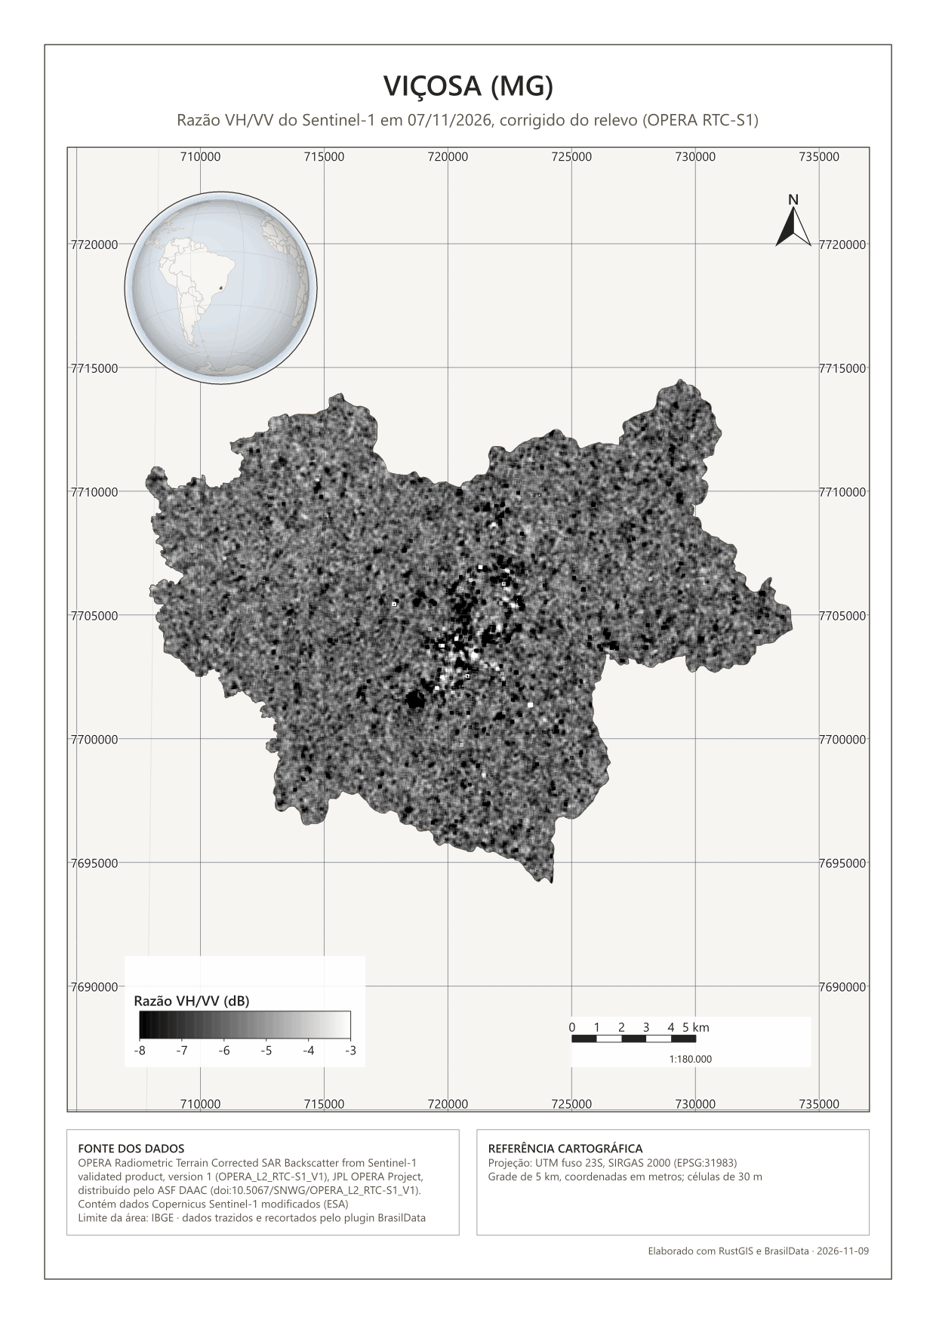 VIÇOSA (MG)
Razão VH/VV do Sentinel-1 em 07/11/2026, corrigido do relevo (OPERA RTC-S1)
710000 715000 720000 725000 730000 735000
N
7720000 7720000
7715000 7715000
7710000 7710000
7705000 7705000
7700000 7700000
7695000 7695000
7690000 7690000
Razão VH/VV (dB)
-8 -7 -6 -5 -4 -3
0 1 2 3 4 5 km
1:180.000
710000 715000 720000 725000 730000 735000
FONTE DOS DADOS
OPERA Radiometric Terrain Corrected SAR Backscatter from Sentinel-1
validated product, version 1 (OPERA_L2_RTC-S1_V1), JPL OPERA Project,
distribuído pelo ASF DAAC (doi:10.5067/SNWG/OPERA_L2_RTC-S1_V1).
Contém dados Copernicus Sentinel-1 modificados (ESA)
Limite da área: IBGE · dados trazidos e recortados pelo plugin BrasilData
REFERÊNCIA CARTOGRÁFICA
Projeção: UTM fuso 23S, SIRGAS 2000 (EPSG:31983)
Grade de 5 km, coordenadas em metros; células de 30 m
Elaborado com RustGIS e BrasilData · 2026-11-09